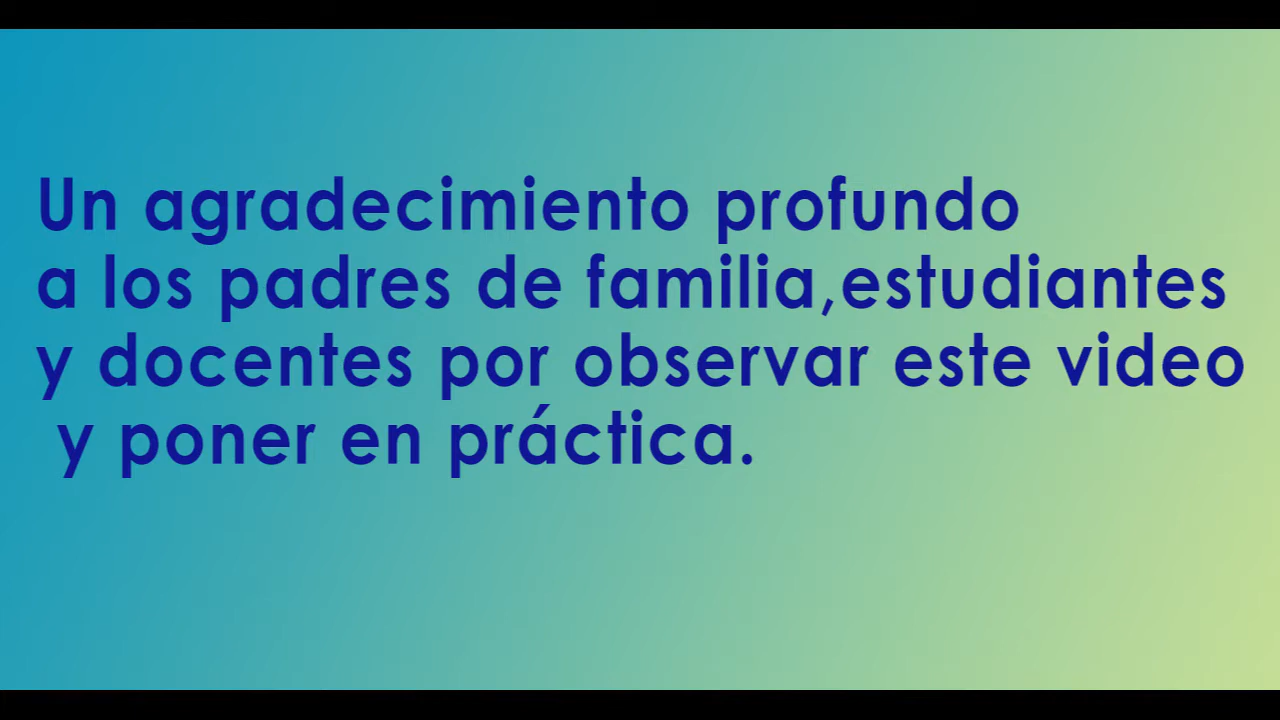 Un agradecimiento profundo
a los padres de familia,estudiantes
y docentes por observar este video
y poner en práctica.